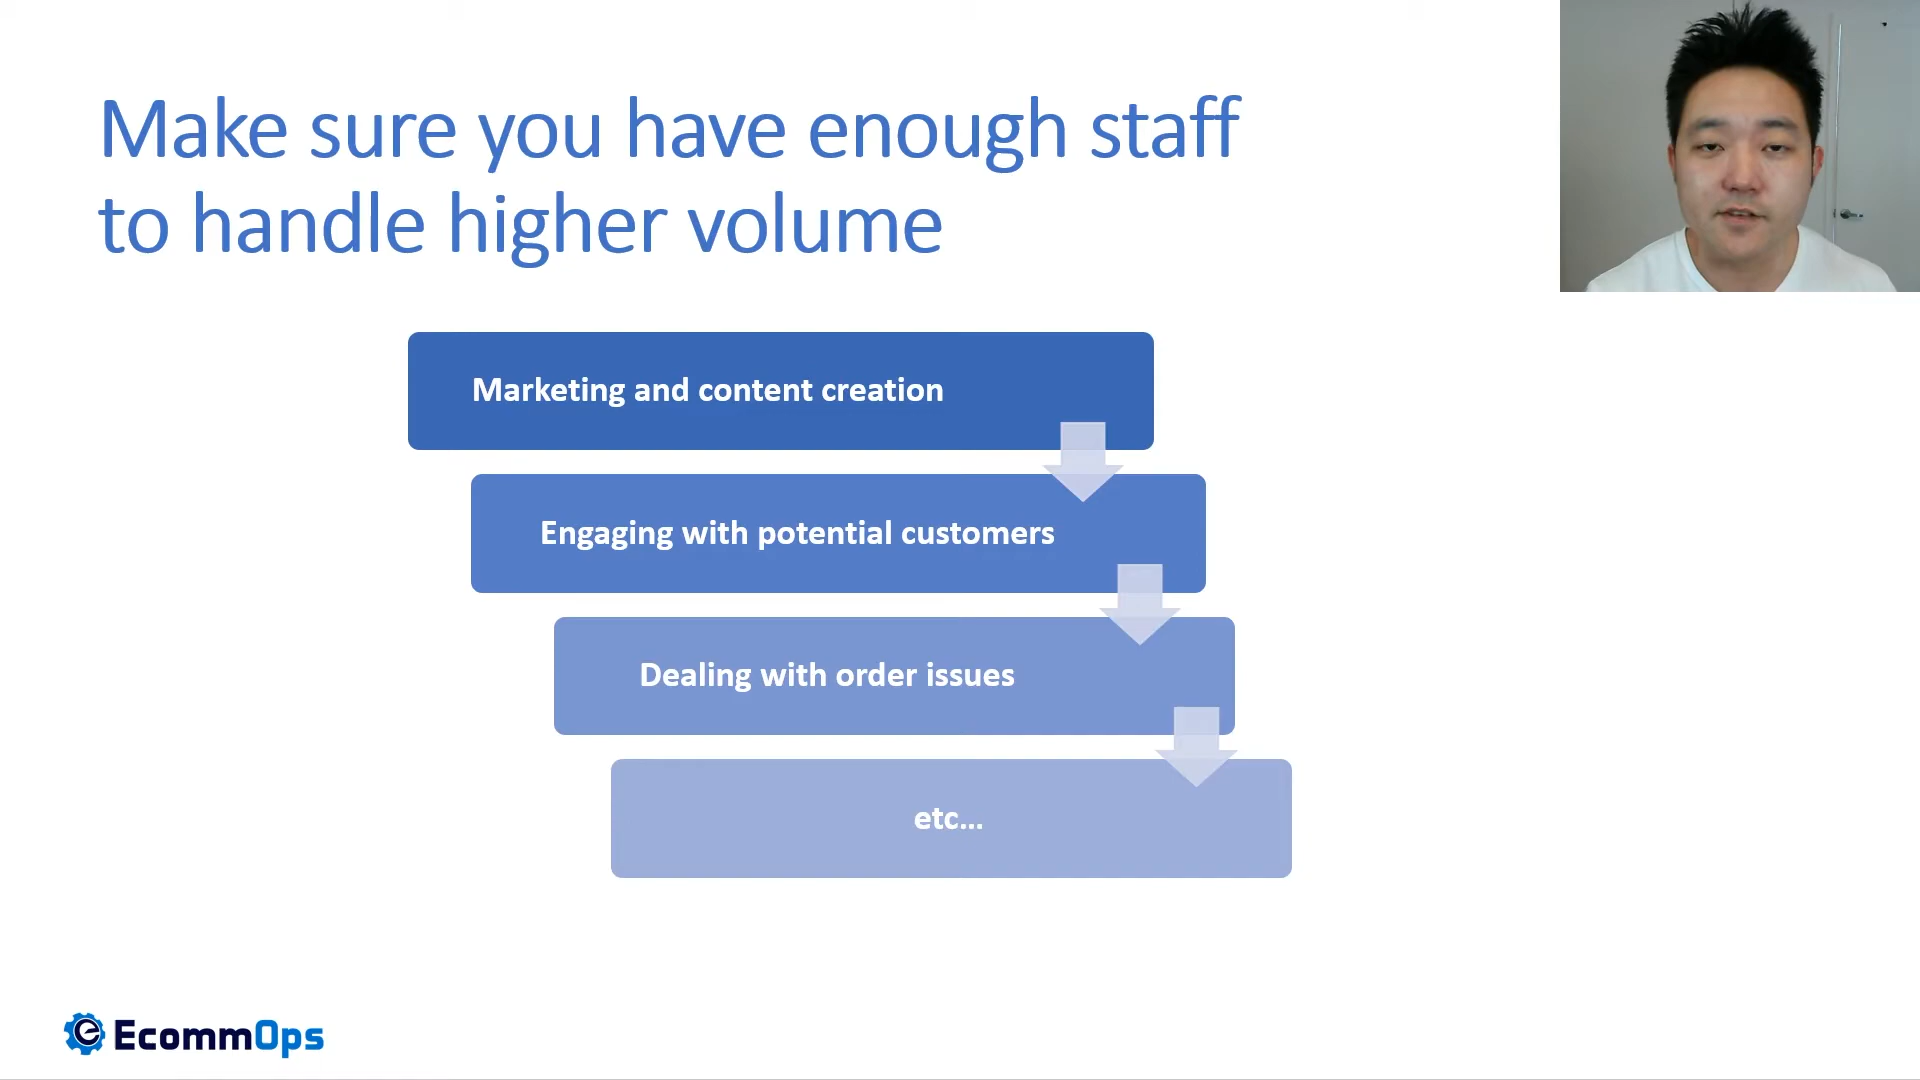 Make sure you have enough staff
to handle higher volume
Marketing and content creation
Engaging with potential customers
Dealing with order issues
etc...
EcommOps